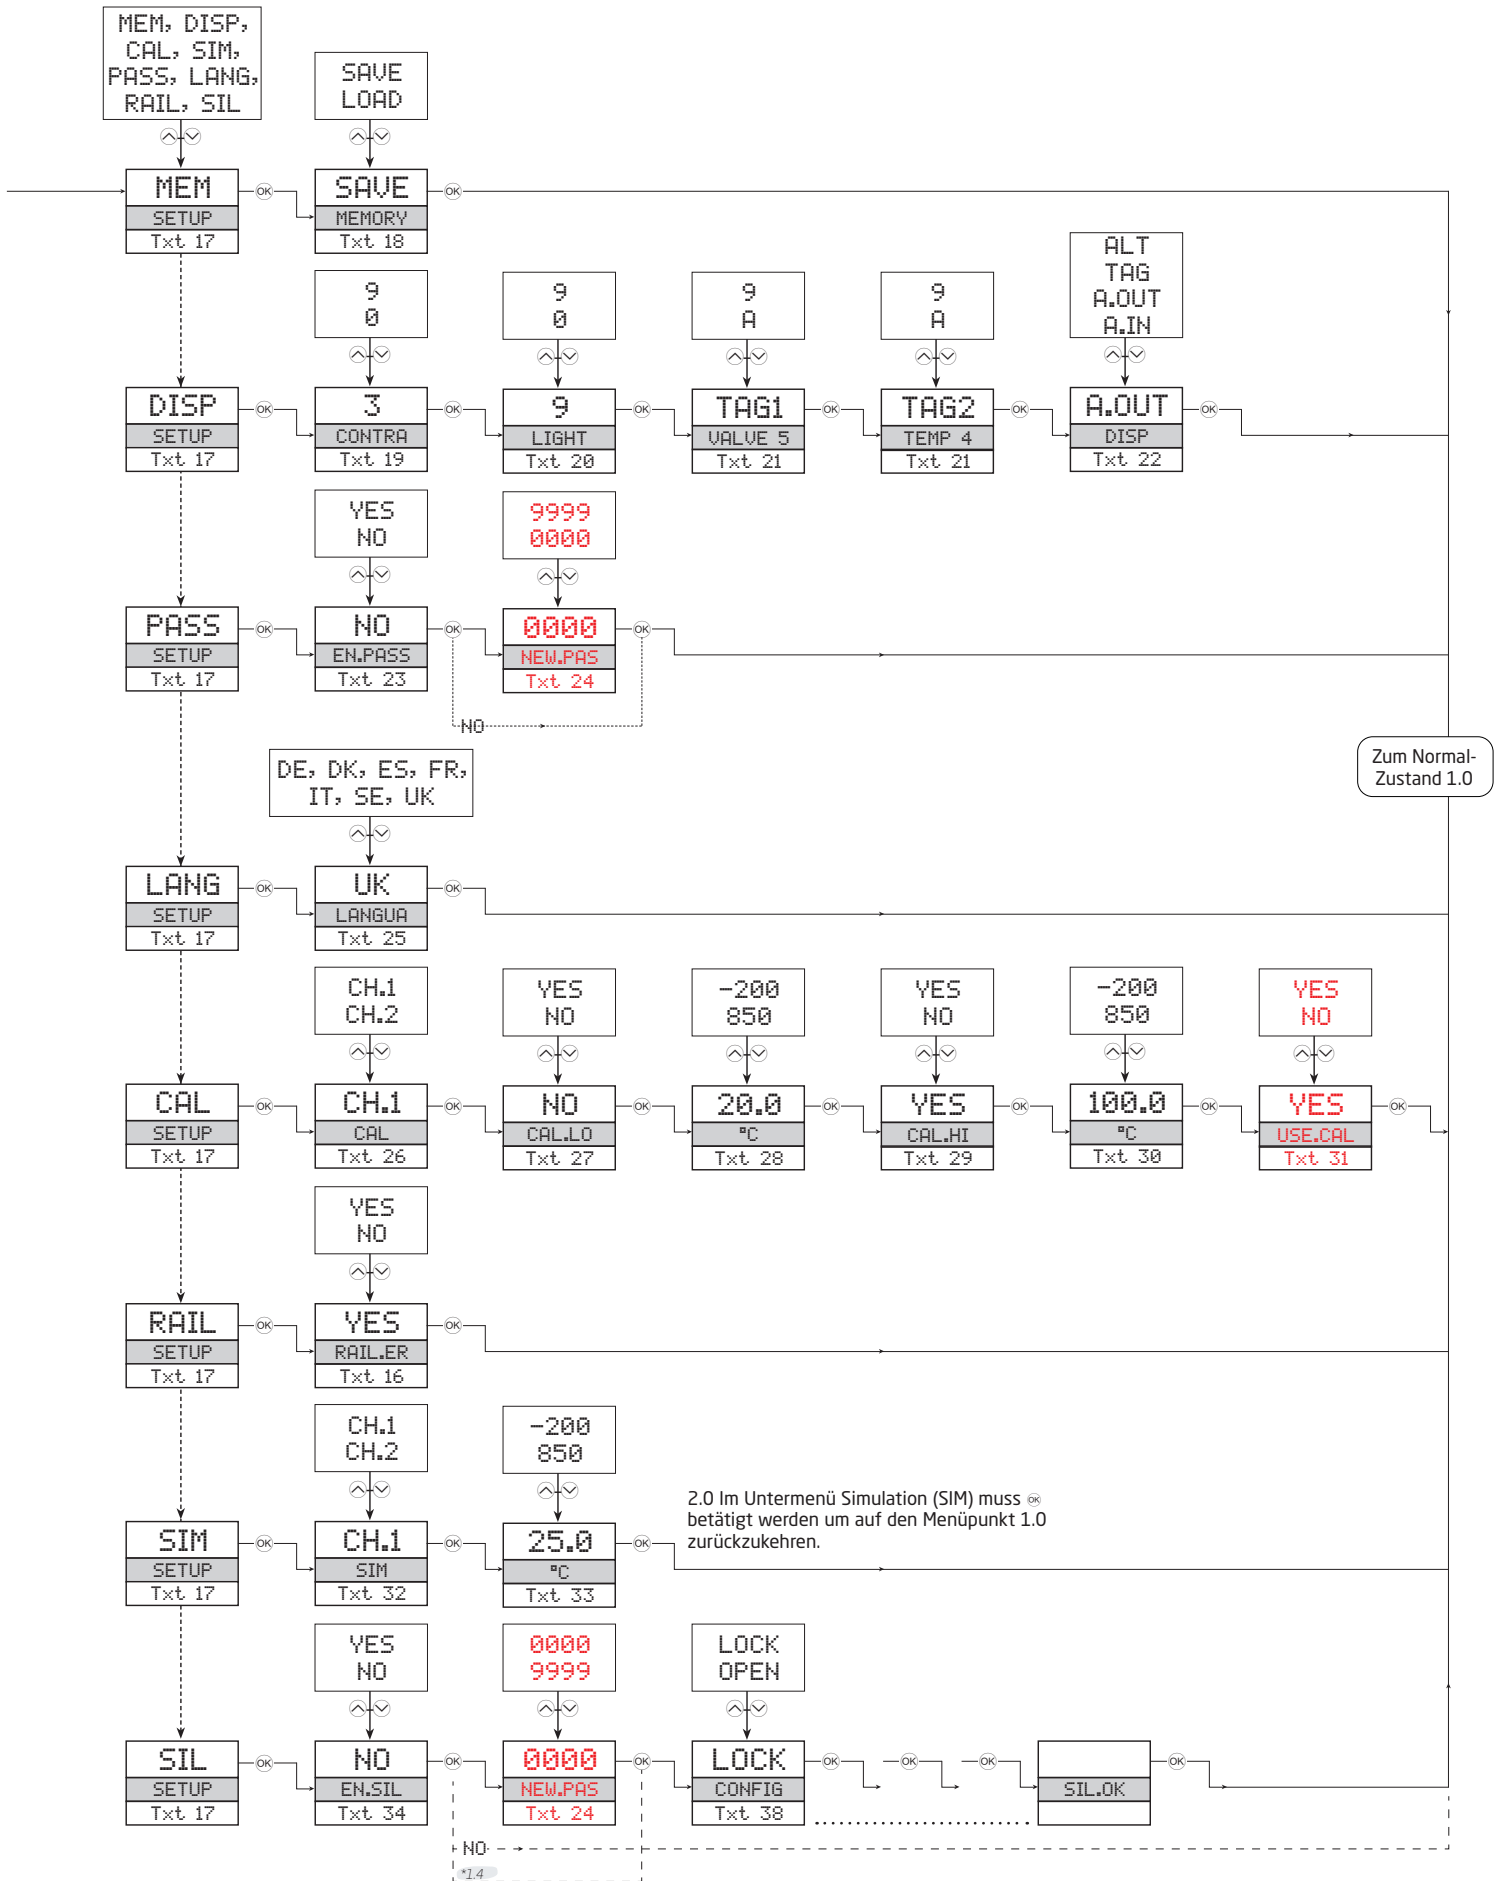 MEM, DISP,
CAL, SIM,
PASS, LANG,
RAIL, SIL
SAVE
LOAD
MEM
SETUP
Txt 17
OK
SAVE
MEMORY
Txt 18
OK
9
0
9
0
9
A
9
A
ALT
TAG
A.OUT
A.IN
DISP
SETUP
Txt 17
OK
3
CONTRA
Txt 19
OK
9
LIGHT
Txt 20
OK
TAG1
VALVE 5
Txt 21
OK
TAG2
TEMP 4
Txt 21
OK
A.OUT
DISP
Txt 22
OK
YES
NO
9999
0000
PASS
SETUP
Txt 17
OK
NO
EN.PASS
Txt 23
OK
0000
NEW.PAS
Txt 24
OK
NO
Zum Normal-
Zustand 1.0
DE, DK, ES, FR,
IT, SE, UK
LANG
SETUP
Txt 17
OK
UK
LANGUA
Txt 25
OK
CH.1
CH.2
YES
NO
-200
850
YES
NO
-200
850
YES
NO
CAL
SETUP
Txt 17
OK
CH.1
CAL
Txt 26
OK
NO
CAL.LO
Txt 27
OK
20.0
°C
Txt 28
OK
YES
CAL.HI
Txt 29
OK
100.0
°C
Txt 30
OK
YES
USE.CAL
Txt 31
OK
YES
NO
RAIL
SETUP
Txt 17
OK
YES
RAIL.ER
Txt 16
OK
CH.1
CH.2
-200
850
2.0 Im Untermenü Simulation (SIM) muss OK
betätigt werden um auf den Menüpunkt 1.0
zurückzukehren.
SIM
SETUP
Txt 17
OK
CH.1
SIM
Txt 32
OK
25.0
°C
Txt 33
OK
YES
NO
0000
9999
LOCK
OPEN
SIL
SETUP
Txt 17
OK
NO
EN.SIL
Txt 34
OK
0000
NEW.PAS
Txt 24
OK
LOCK
CONFIG
Txt 38
OK
OK
OK
SIL.OK
OK
NO
*1.4